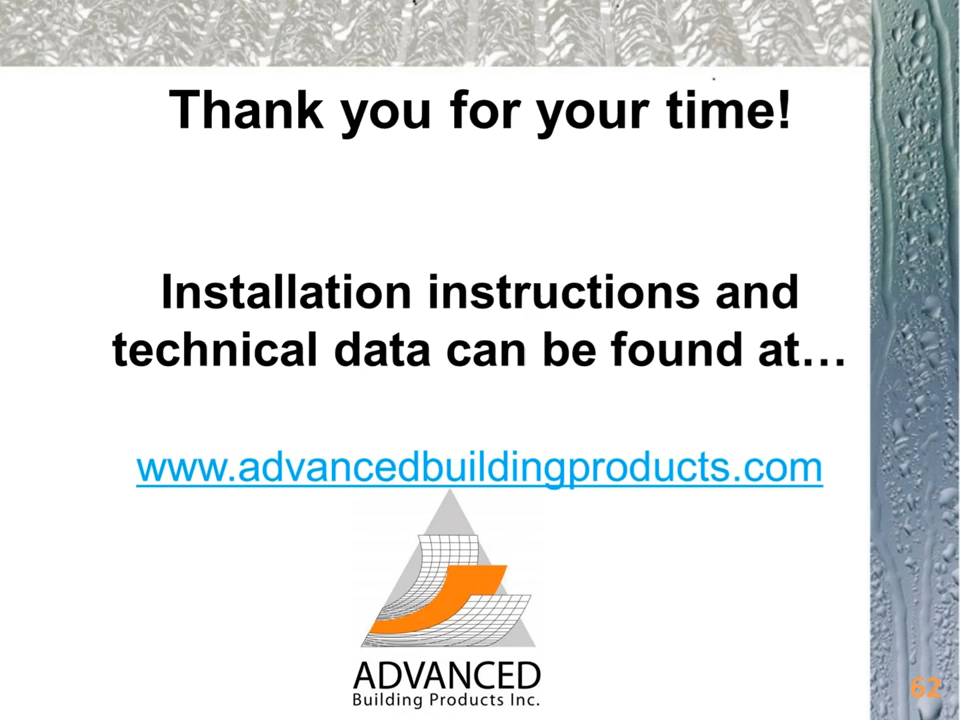 Thank you for your time!
Installation instructions and
technical data can be found at…
www.advancedbuildingproducts.com
ADVANCED
Building Products Inc.
62